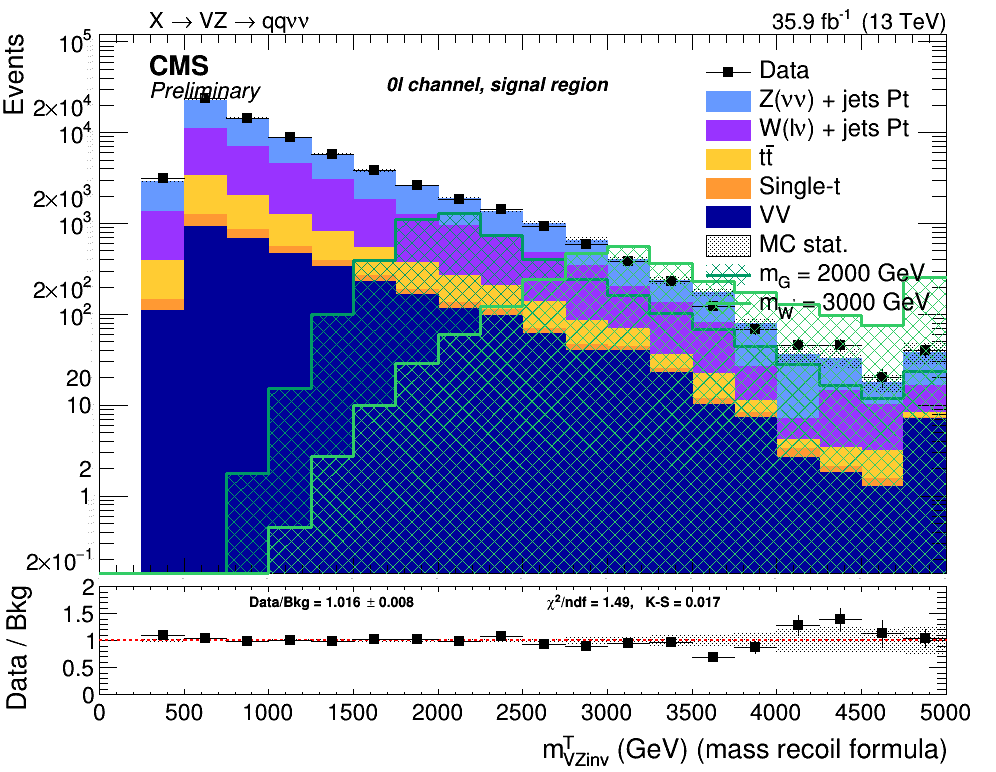 X → VZ → qqνν
35.9 fb⁻¹ (13 TeV)
Events
CMS
Preliminary
0l channel, signal region
Data
Z(νν) + jets Pt
W(lν) + jets Pt
tt̄
Single-t
VV
MC stat.
m_G = 2000 GeV
m_W = 3000 GeV
10⁵
2×10⁴
10⁴
2×10³
10³
2×10²
10²
20
10
2
1
2×10⁻¹
Data / Bkg
Data/Bkg = 1.016 ± 0.008
χ²/ndf = 1.49, K-S = 0.017
2
1.5
1
0.5
0
0 500 1000 1500 2000 2500 3000 3500 4000 4500 5000
m^T_VZinv (GeV) (mass recoil formula)